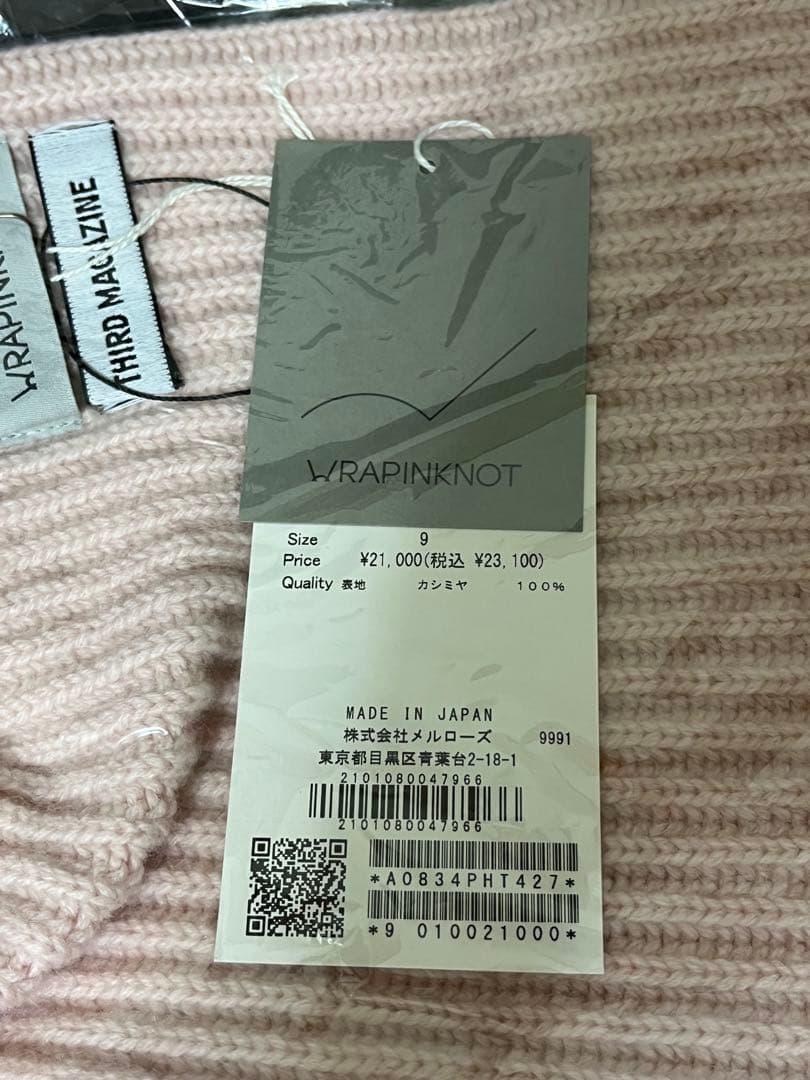 WRAPINKNOT
THIRD MAGAZINE
WRAPINKNOT
Size 9
Price ¥21,000(税込 ¥23,100)
Quality 表地 カシミヤ 100%
MADE IN JAPAN
株式会社メルローズ 9991
東京都目黒区青葉台2-18-1
2101080047966
2101080047966
*A0834PHT427*
*9 010021000*